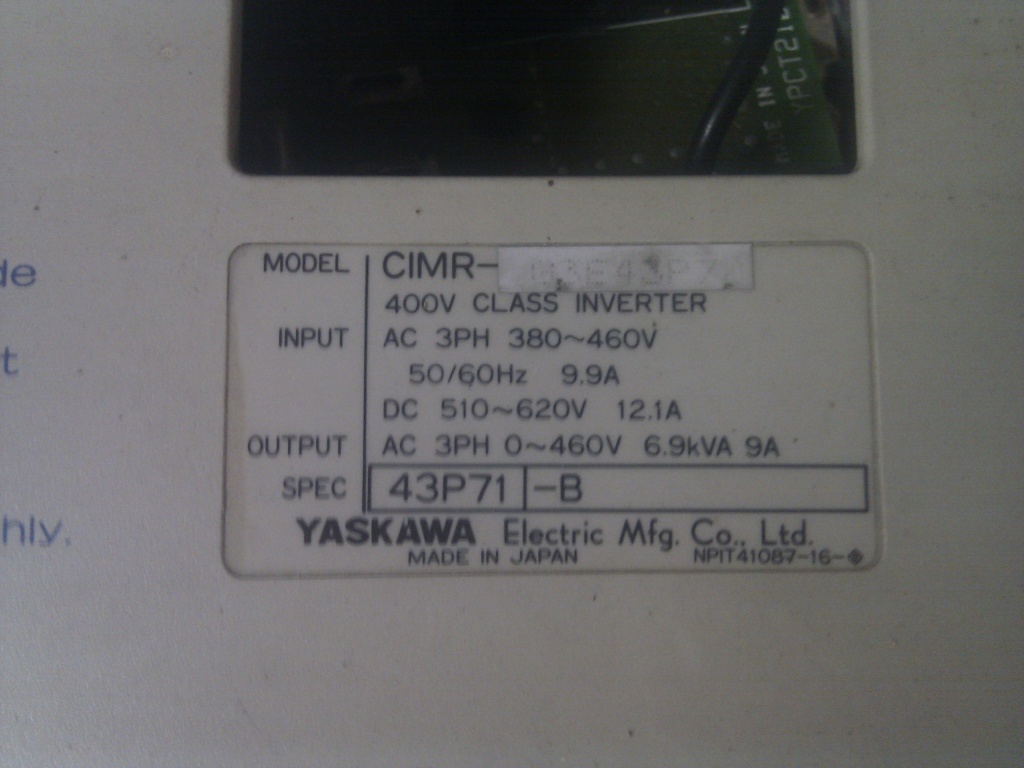 YPCT21
de
t
hly.
MODEL CIMR-G3E43P7
400V CLASS INVERTER
INPUT AC 3PH 380~460V
50/60Hz 9.9A
DC 510~620V 12.1A
OUTPUT AC 3PH 0~460V 6.9kVA 9A
SPEC 43P71 -B
YASKAWA Electric Mfg. Co., Ltd.
MADE IN JAPAN NPIT41087-16-